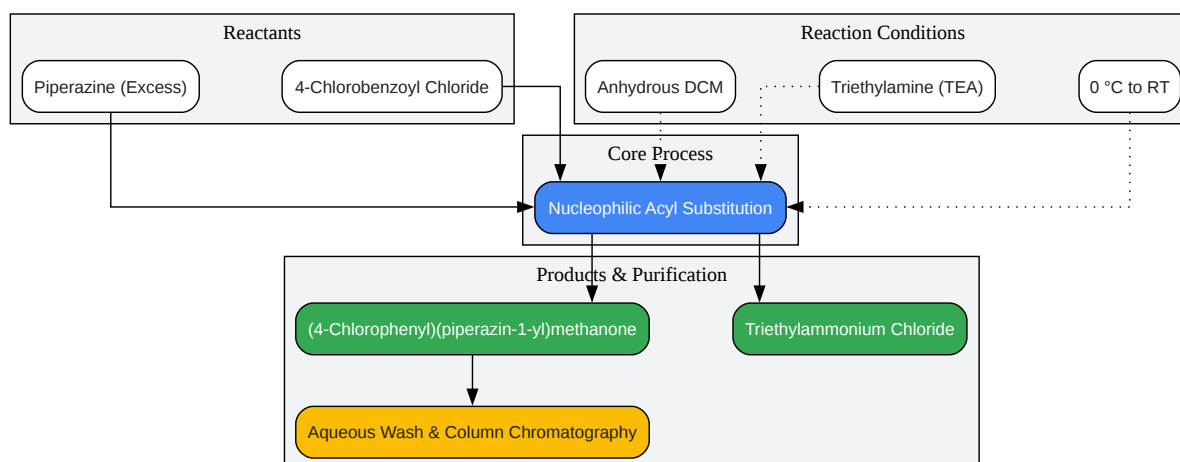 Reactants
Reaction Conditions
Piperazine (Excess)
4-Chlorobenzoyl Chloride
Anhydrous DCM
Triethylamine (TEA)
0 °C to RT
Core Process
Nucleophilic Acyl Substitution
Products & Purification
(4-Chlorophenyl)(piperazin-1-yl)methanone
Triethylammonium Chloride
Aqueous Wash & Column Chromatography